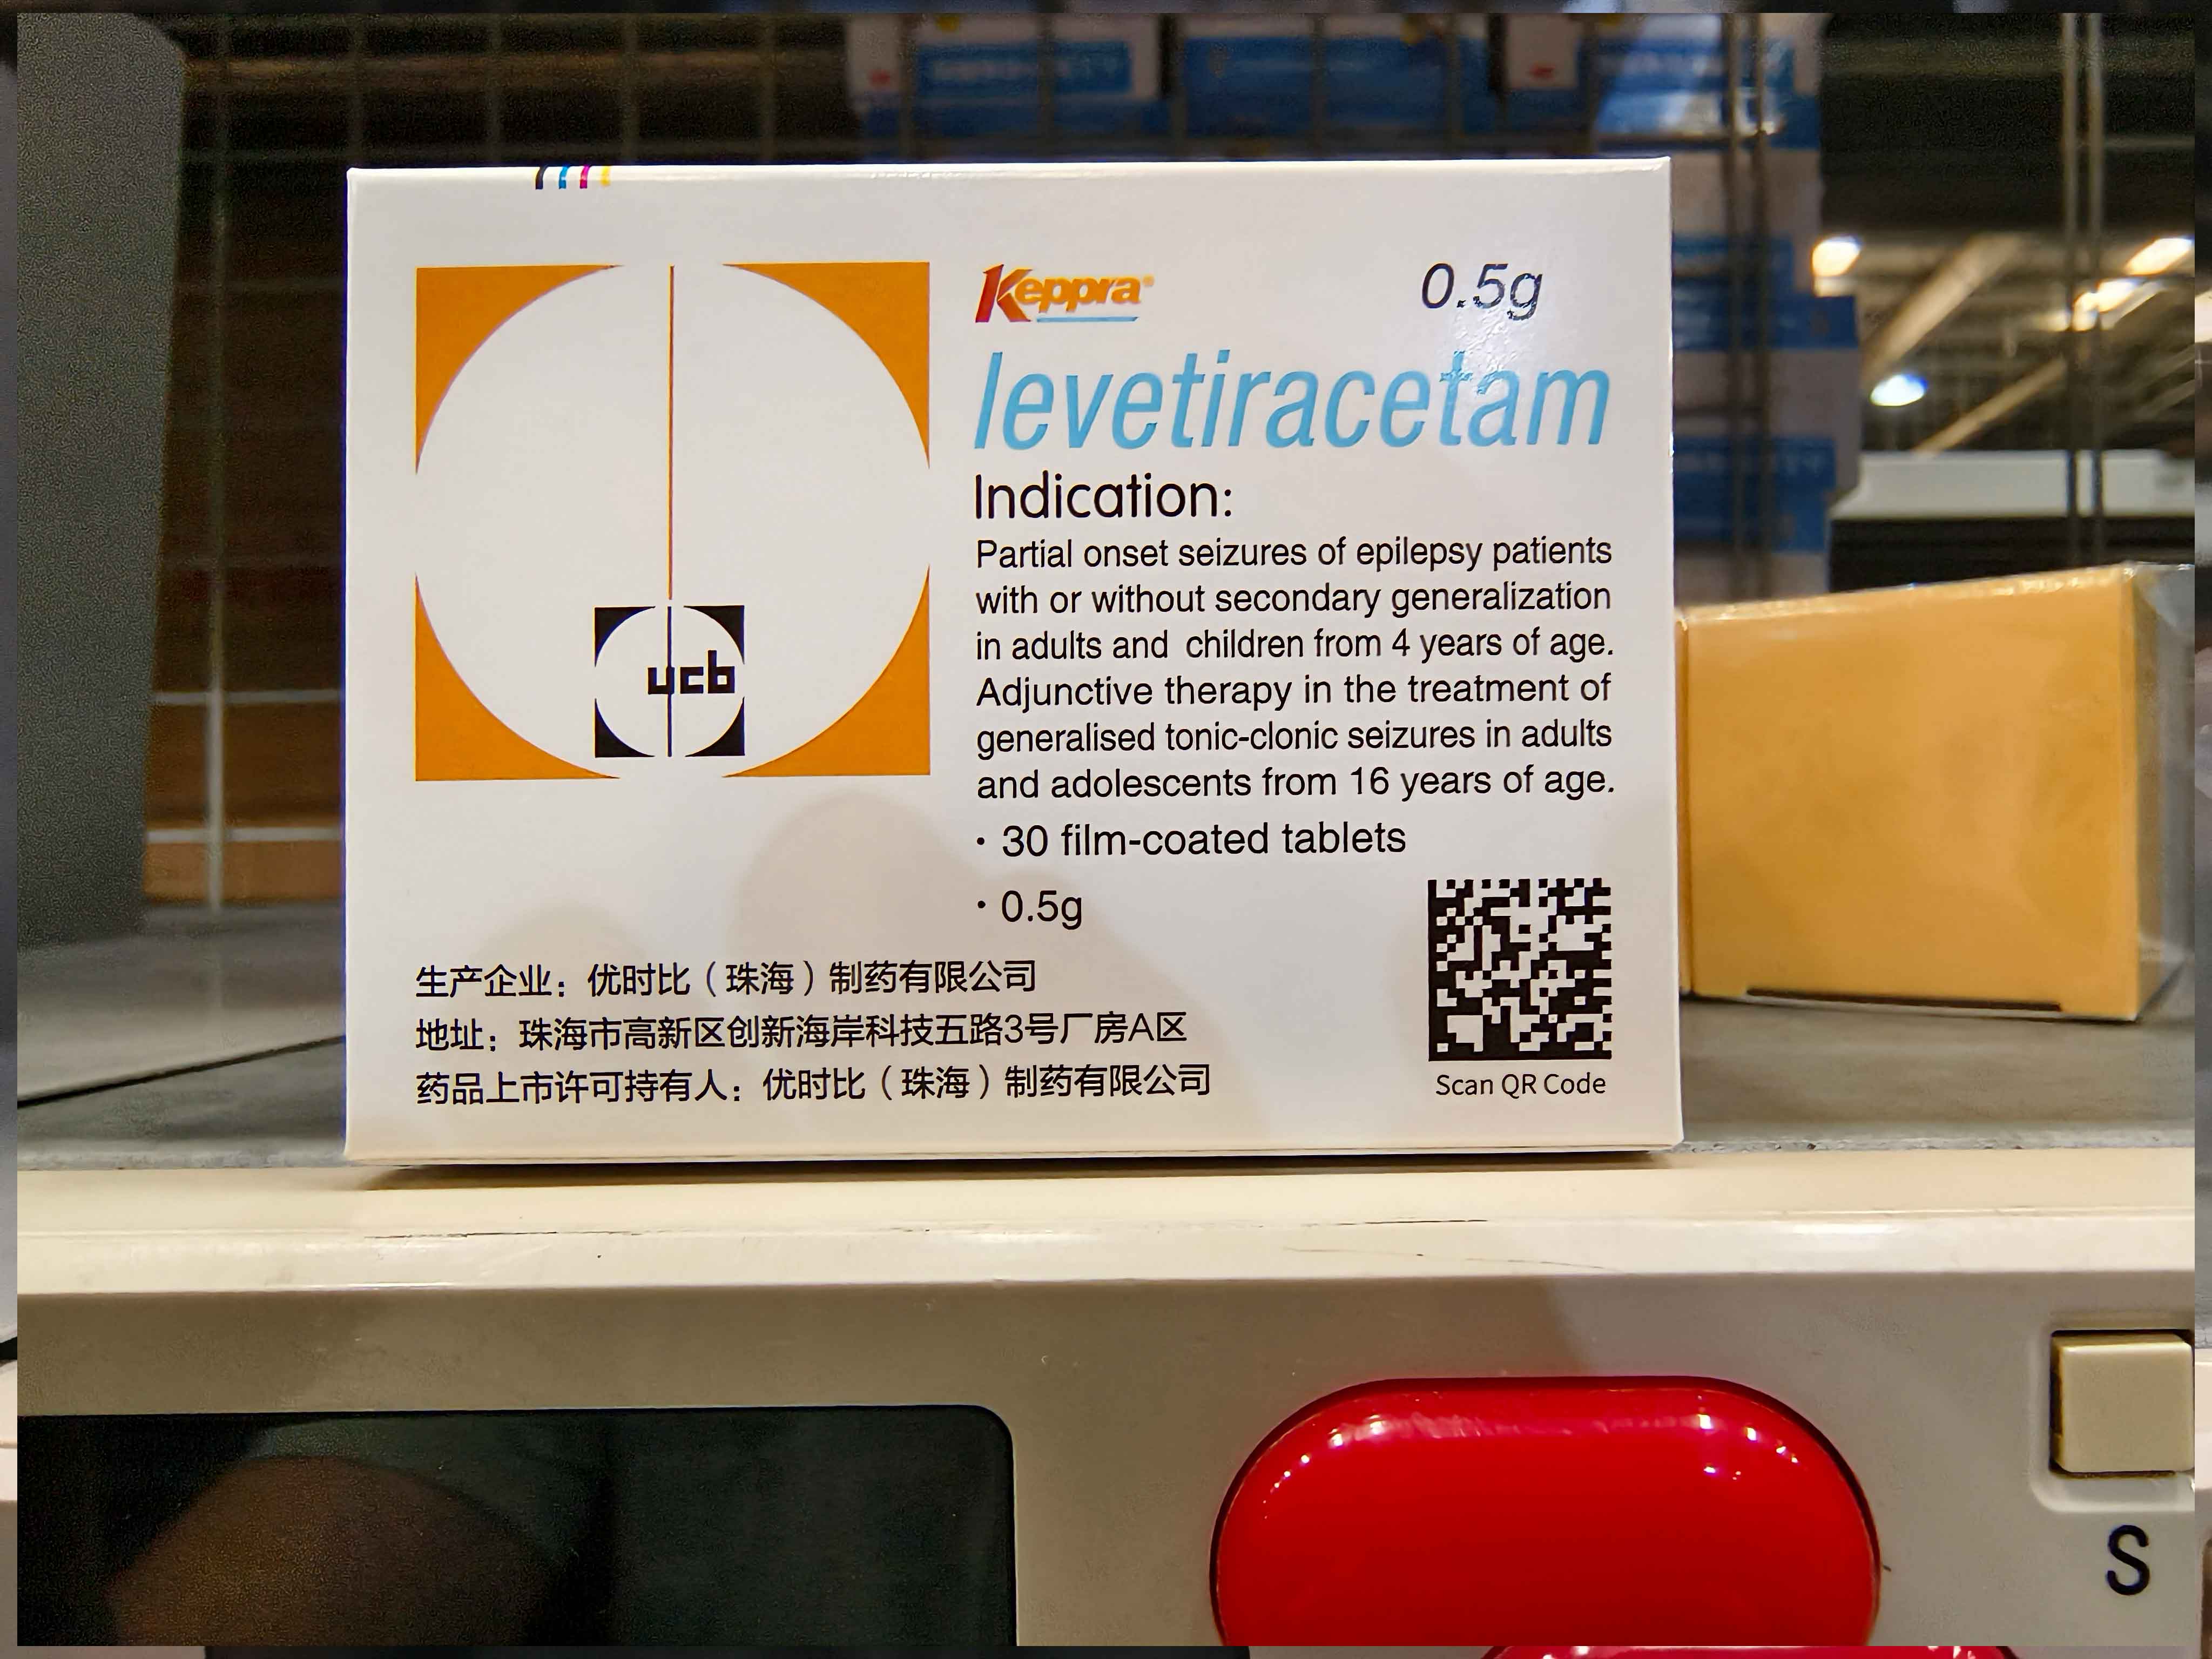 Keppra®
0.5g
levetiracetam
Indication:
Partial onset seizures of epilepsy patients
with or without secondary generalization
in adults and children from 4 years of age.
Adjunctive therapy in the treatment of
generalised tonic-clonic seizures in adults
and adolescents from 16 years of age.
· 30 film-coated tablets
· 0.5g
ucb
生产企业：优时比（珠海）制药有限公司
地址：珠海市高新区创新海岸科技五路3号厂房A区
药品上市许可持有人：优时比（珠海）制药有限公司
Scan QR Code
S